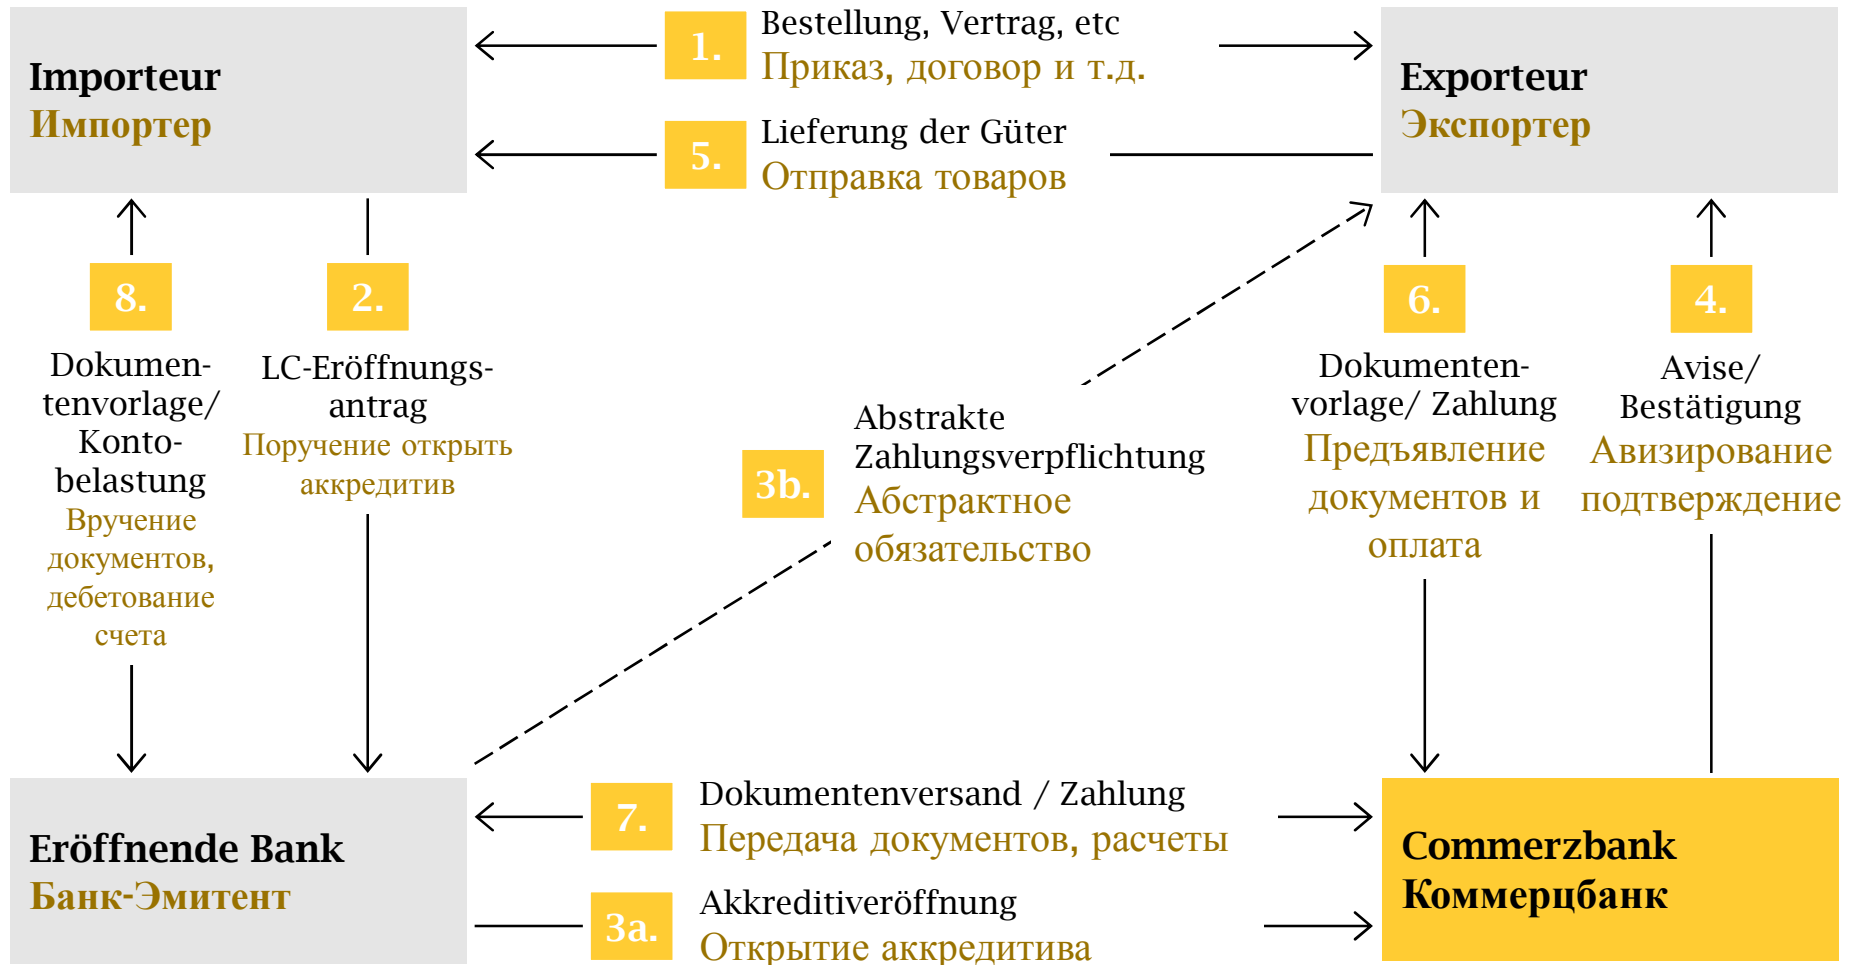 Importeur
Импортер
1.
Bestellung, Vertrag, etc
Приказ, договор и т.д.
Exporteur
Экспортер
5.
Lieferung der Güter
Отправка товаров
8.
Dokumen-
tenvorlage/
Konto-
belastung
Вручение
документов,
дебетование
счета
2.
LC-Eröffnungs-
antrag
Поручение открыть
аккредитив
3b.
Abstrakte
Zahlungsverpflichtung
Абстрактное
обязательство
6.
Dokumenten-
vorlage/ Zahlung
Предъявление
документов и
оплата
4.
Avise/
Bestätigung
Авизирование
подтверждение
Eröffnende Bank
Банк-Эмитент
7.
Dokumentenversand / Zahlung
Передача документов, расчеты
3a.
Akkreditiveröffnung
Открытие аккредитива
Commerzbank
Коммерцбанк